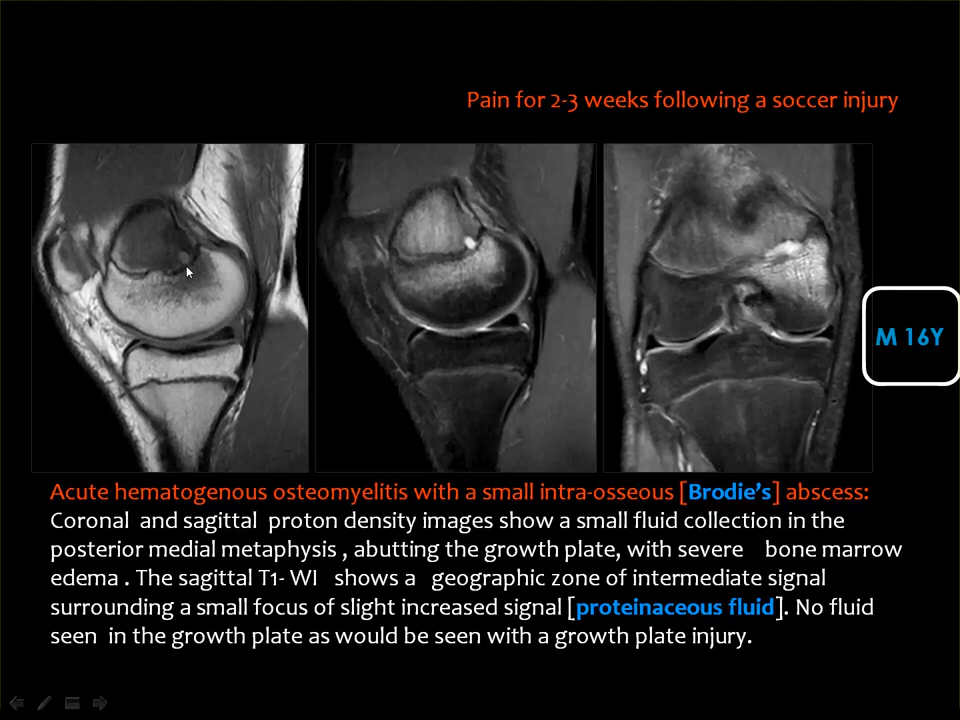 Pain for 2-3 weeks following a soccer injury
M 16Y
Acute hematogenous osteomyelitis with a small intra-osseous [Brodie's] abscess:
Coronal and sagittal proton density images show a small fluid collection in the
posterior medial metaphysis , abutting the growth plate, with severe bone marrow
edema . The sagittal T1- WI shows a geographic zone of intermediate signal
surrounding a small focus of slight increased signal [proteinaceous fluid]. No fluid
seen in the growth plate as would be seen with a growth plate injury.